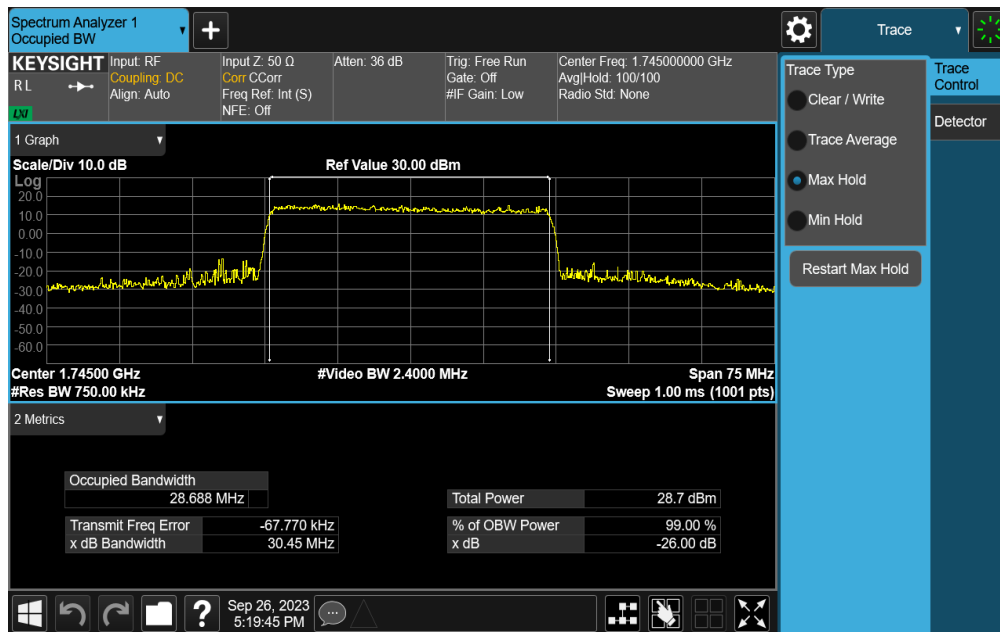 Spectrum Analyzer 1
Occupied BW
+
Trace
KEYSIGHT
RL
LXI
Input: RF
Coupling: DC
Align: Auto
Input Z: 50 Ω
Corr CCorr
Freq Ref: Int (S)
NFE: Off
Atten: 36 dB
Trig: Free Run
Gate: Off
#IF Gain: Low
Center Freq: 1.745000000 GHz
Avg|Hold: 100/100
Radio Std: None
Trace Type
Clear / Write
Trace Average
Max Hold
Min Hold
Restart Max Hold
Trace
Control
Detector
1 Graph
Scale/Div 10.0 dB
Ref Value 30.00 dBm
Log
20.0
10.0
0.00
-10.0
-20.0
-30.0
-40.0
-50.0
-60.0
Center 1.74500 GHz
#Video BW 2.4000 MHz
Span 75 MHz
#Res BW 750.00 kHz
Sweep 1.00 ms (1001 pts)
2 Metrics
Occupied Bandwidth
28.688 MHz
Total Power 28.7 dBm
Transmit Freq Error -67.770 kHz
% of OBW Power 99.00 %
x dB Bandwidth 30.45 MHz
x dB -26.00 dB
?
Sep 26, 2023
5:19:45 PM